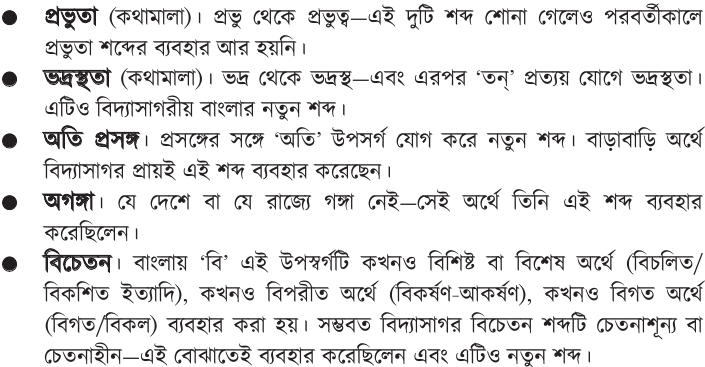 ● প্রভুতা (কথামালা)। প্রভু থেকে প্রভুত্ব—এই দুটি শব্দ শোনা গেলেও পরবর্তীকালে
প্রভুতা শব্দের ব্যবহার আর হয়নি।
● ভদ্রস্থতা (কথামালা)। ভদ্র থেকে ভদ্রস্থ—এবং এরপর ‘তন্’ প্রত্যয় যোগে ভদ্রস্থতা।
এটিও বিদ্যাসাগরীয় বাংলার নতুন শব্দ।
● অতি প্রসঙ্গ। প্রসঙ্গের সঙ্গে ‘অতি’ উপসর্গ যোগ করে নতুন শব্দ। বাড়াবাড়ি অর্থে
বিদ্যাসাগর প্রায়ই এই শব্দ ব্যবহার করেছেন।
● অগঙ্গা। যে দেশে বা যে রাজ্যে গঙ্গা নেই—সেই অর্থে তিনি এই শব্দ ব্যবহার
করেছিলেন।
● বিচেতন। বাংলায় ‘বি’ এই উপস্বর্গটি কখনও বিশিষ্ট বা বিশেষ অর্থে (বিচলিত/
বিকশিত ইত্যাদি), কখনও বিপরীত অর্থে (বিকর্ষণ-আকর্ষণ), কখনও বিগত অর্থে
(বিগত/বিকল) ব্যবহার করা হয়। সম্ভবত বিদ্যাসাগর বিচেতন শব্দটি চেতনাশূন্য বা
চেতনাহীন—এই বোঝাতেই ব্যবহার করেছিলেন এবং এটিও নতুন শব্দ।